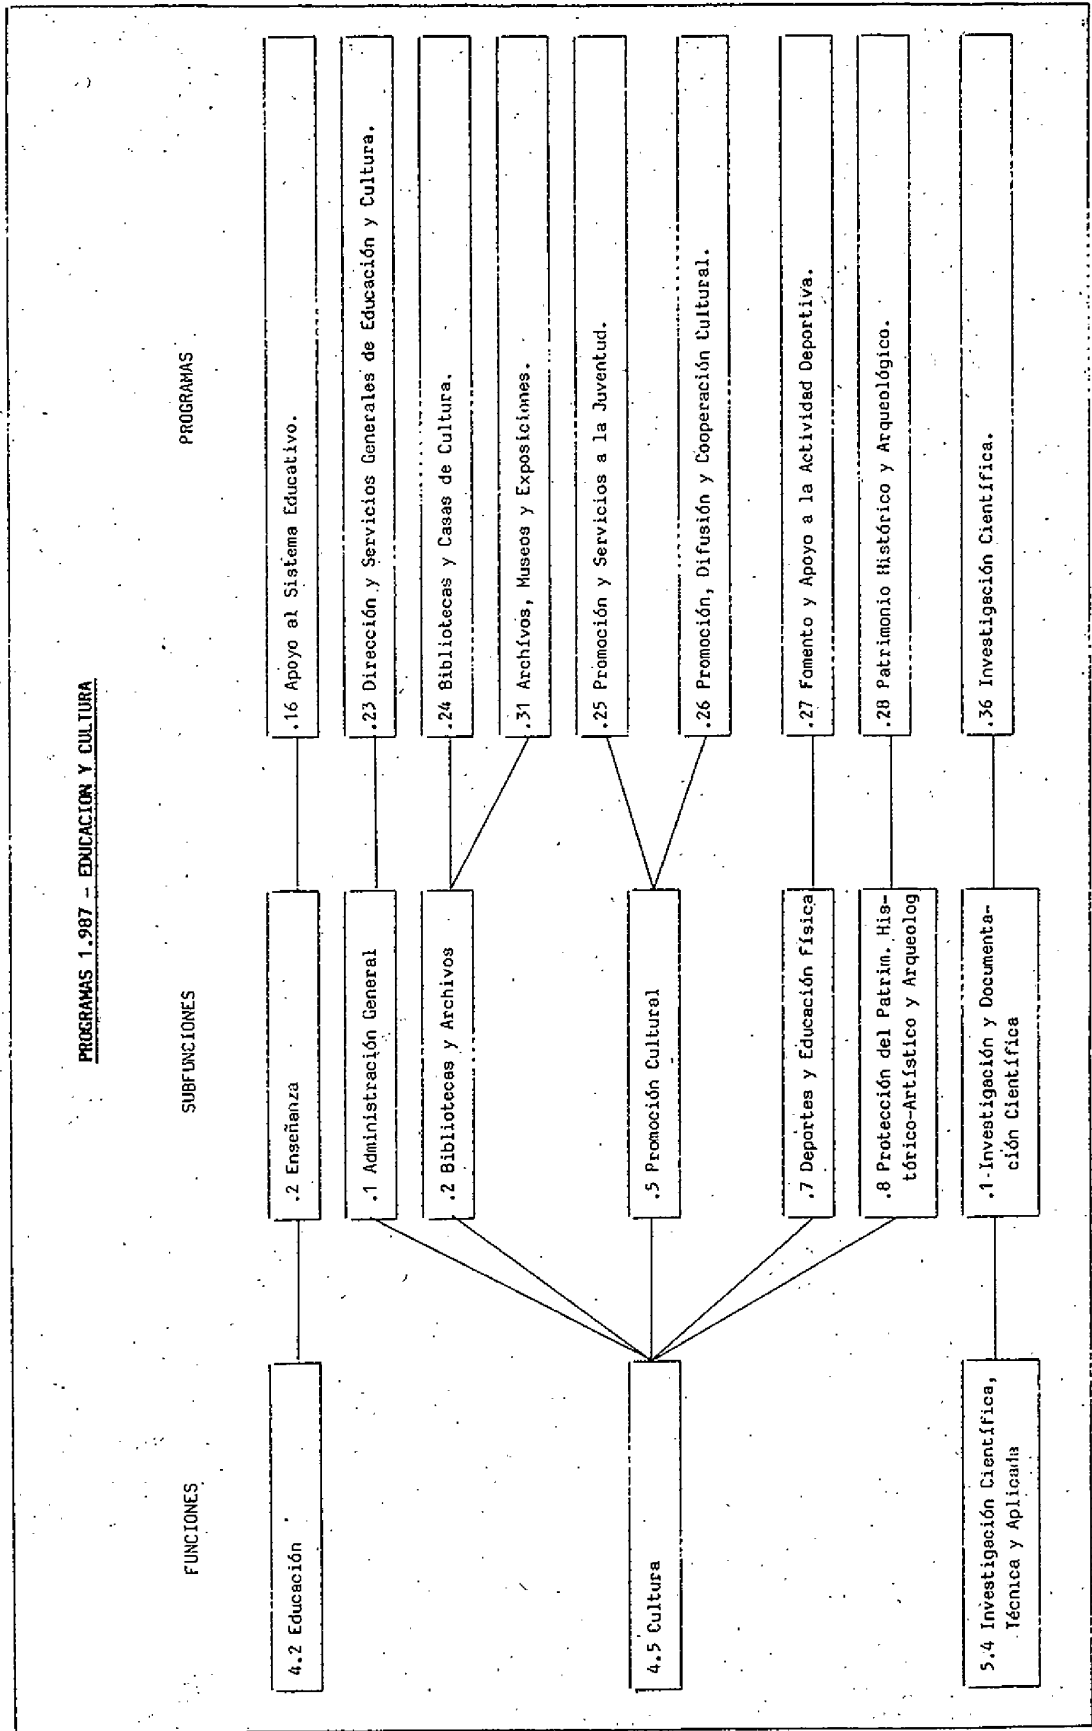 PROGRAMAS 1.987 - EDUCACION Y CULTURA
FUNCIONES
SUBFUNCIONES
PROGRAMAS
4.2 Educación
.2 Enseñanza
.16 Apoyo al Sistema Educativo.
4.5 Cultura
.1 Administración General
.23 Dirección y Servicios Generales de Educación y Cultura.
.2 Bibliotecas y Archivos
.24 Bibliotecas y Casas de Cultura.
.31 Archivos, Museos y Exposiciones.
.5 Promoción Cultural
.25 Promoción y Servicios a la Juventud.
.26 Promoción, Difusión y Cooperación Cultural.
.7 Deportes y Educación física
.27 Fomento y Apoyo a la Actividad Deportiva.
.8 Protección del Patrim. His-
tórico-Artístico y Arqueolog
.28 Patrimonio Histórico y Arqueológico.
5.4 Investigación Científica,
Técnica y Aplicada
.1 Investigación y Documenta-
ción Científica
.36 Investigación Científica.